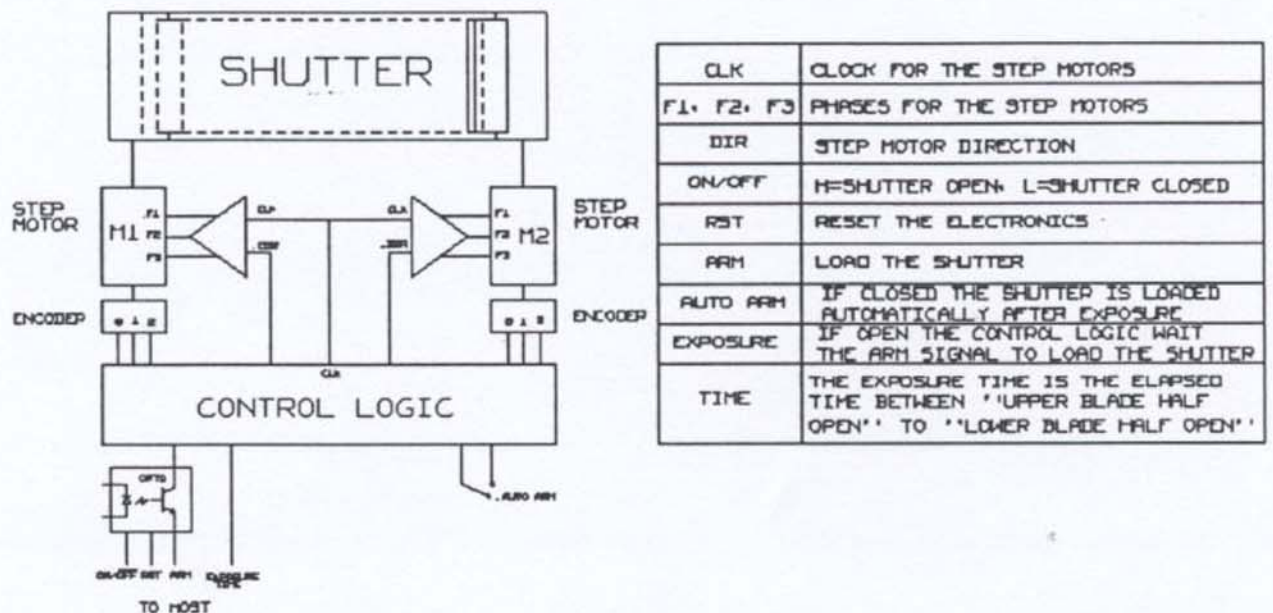 SHUTTER
STEP
MOTOR
M1
F1
F2
F3
CLK
CLK
F1
F2
F3
M2
STEP
MOTOR
ENCODER
ENCODER
CLK
CONTROL LOGIC
OPTO
AUTO ARM
ON/OFF RST ARM EXPOSURE
TIME
TO HOST
CLK CLOCK FOR THE STEP MOTORS
F1, F2, F3 PHASES FOR THE STEP MOTORS
DIR STEP MOTOR DIRECTION
ON/OFF H=SHUTTER OPEN, L=SHUTTER CLOSED
RST RESET THE ELECTRONICS
ARM LOAD THE SHUTTER
AUTO ARM IF CLOSED THE SHUTTER IS LOADED
AUTOMATICALLY AFTER EXPOSURE
EXPOSURE IF OPEN THE CONTROL LOGIC WAIT
THE ARM SIGNAL TO LOAD THE SHUTTER
TIME THE EXPOSURE TIME IS THE ELAPSED
TIME BETWEEN ''UPPER BLADE HALF
OPEN'' TO ''LOWER BLADE HALF OPEN''